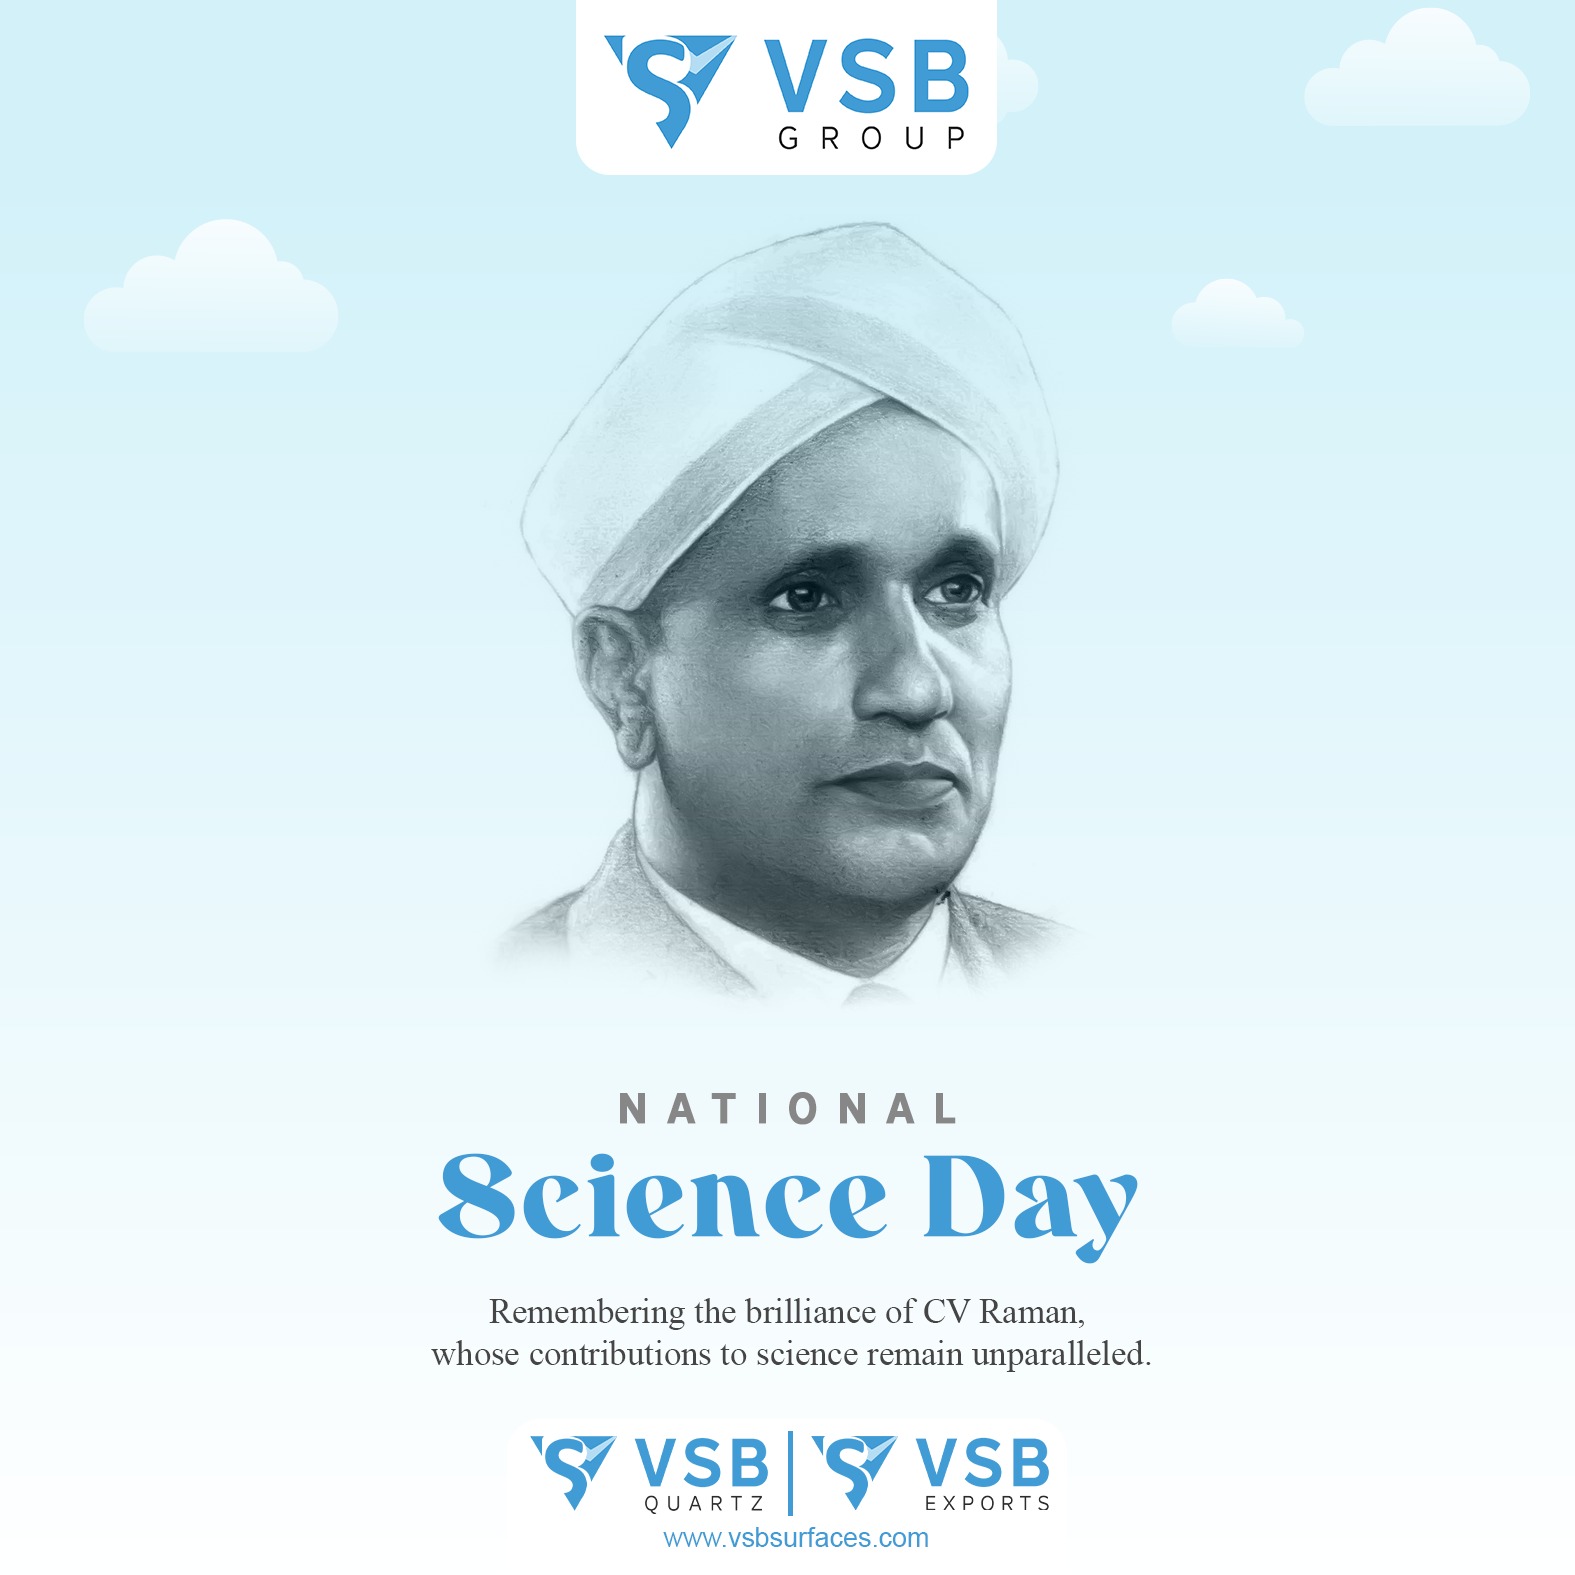 VSB
GROUP
NATIONAL
Science Day
Remembering the brilliance of CV Raman,
whose contributions to science remain unparalleled.
VSB VSB
QUARTZ EXPORTS
www.vsbsurfaces.com